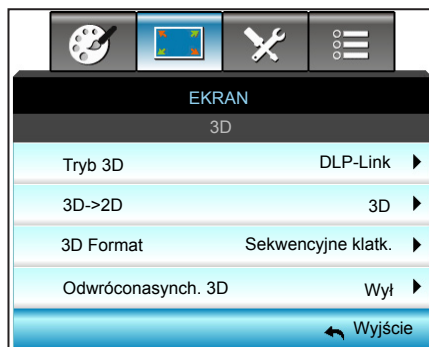 EKRAN
3D
Tryb 3D DLP-Link
3D->2D 3D
3D Format Sekwencyjne klatk.
Odwróconasynch. 3D Wył
Wyjście